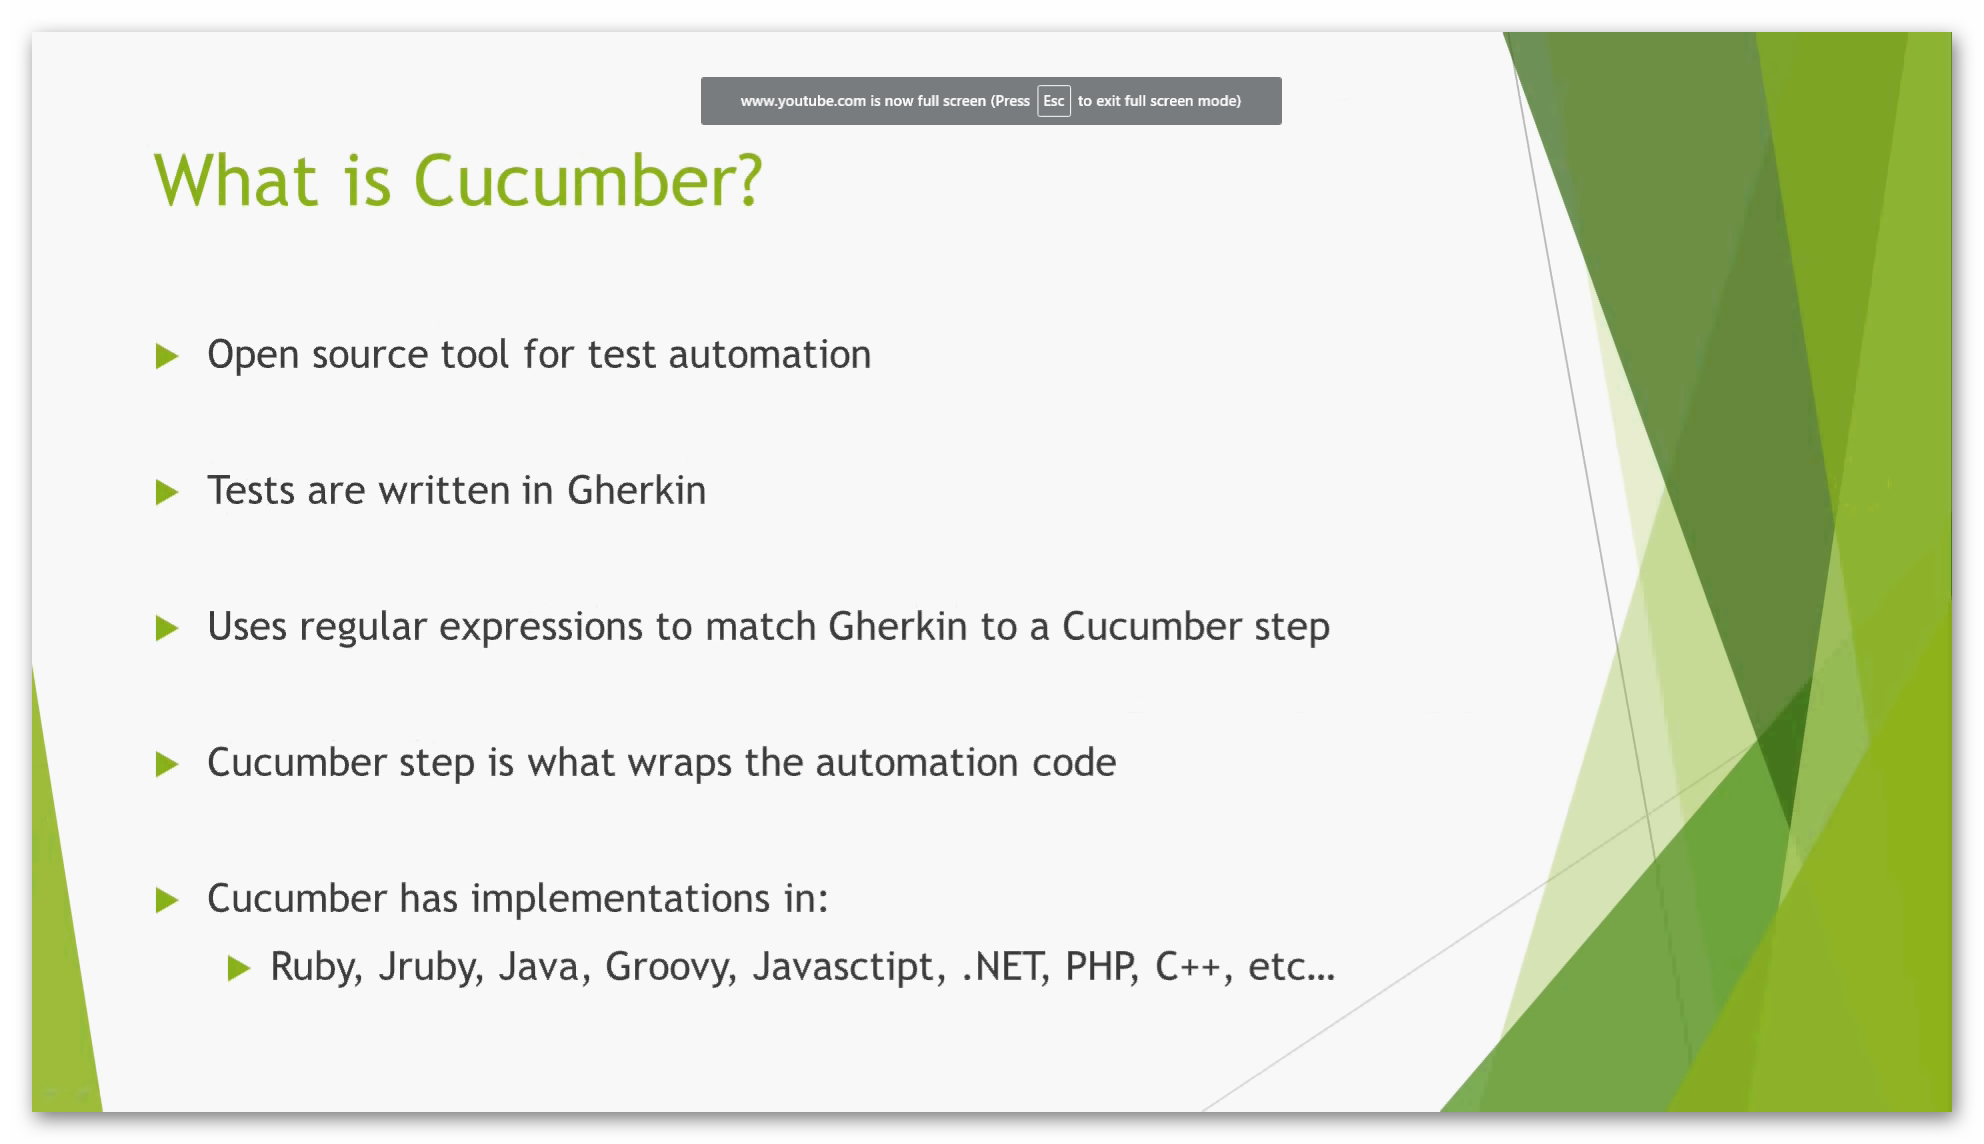 www.youtube.com is now full screen (Press Esc to exit full screen mode)
What is Cucumber?
Open source tool for test automation
Tests are written in Gherkin
Uses regular expressions to match Gherkin to a Cucumber step
Cucumber step is what wraps the automation code
Cucumber has implementations in:
Ruby, Jruby, Java, Groovy, Javasctipt, .NET, PHP, C++, etc…